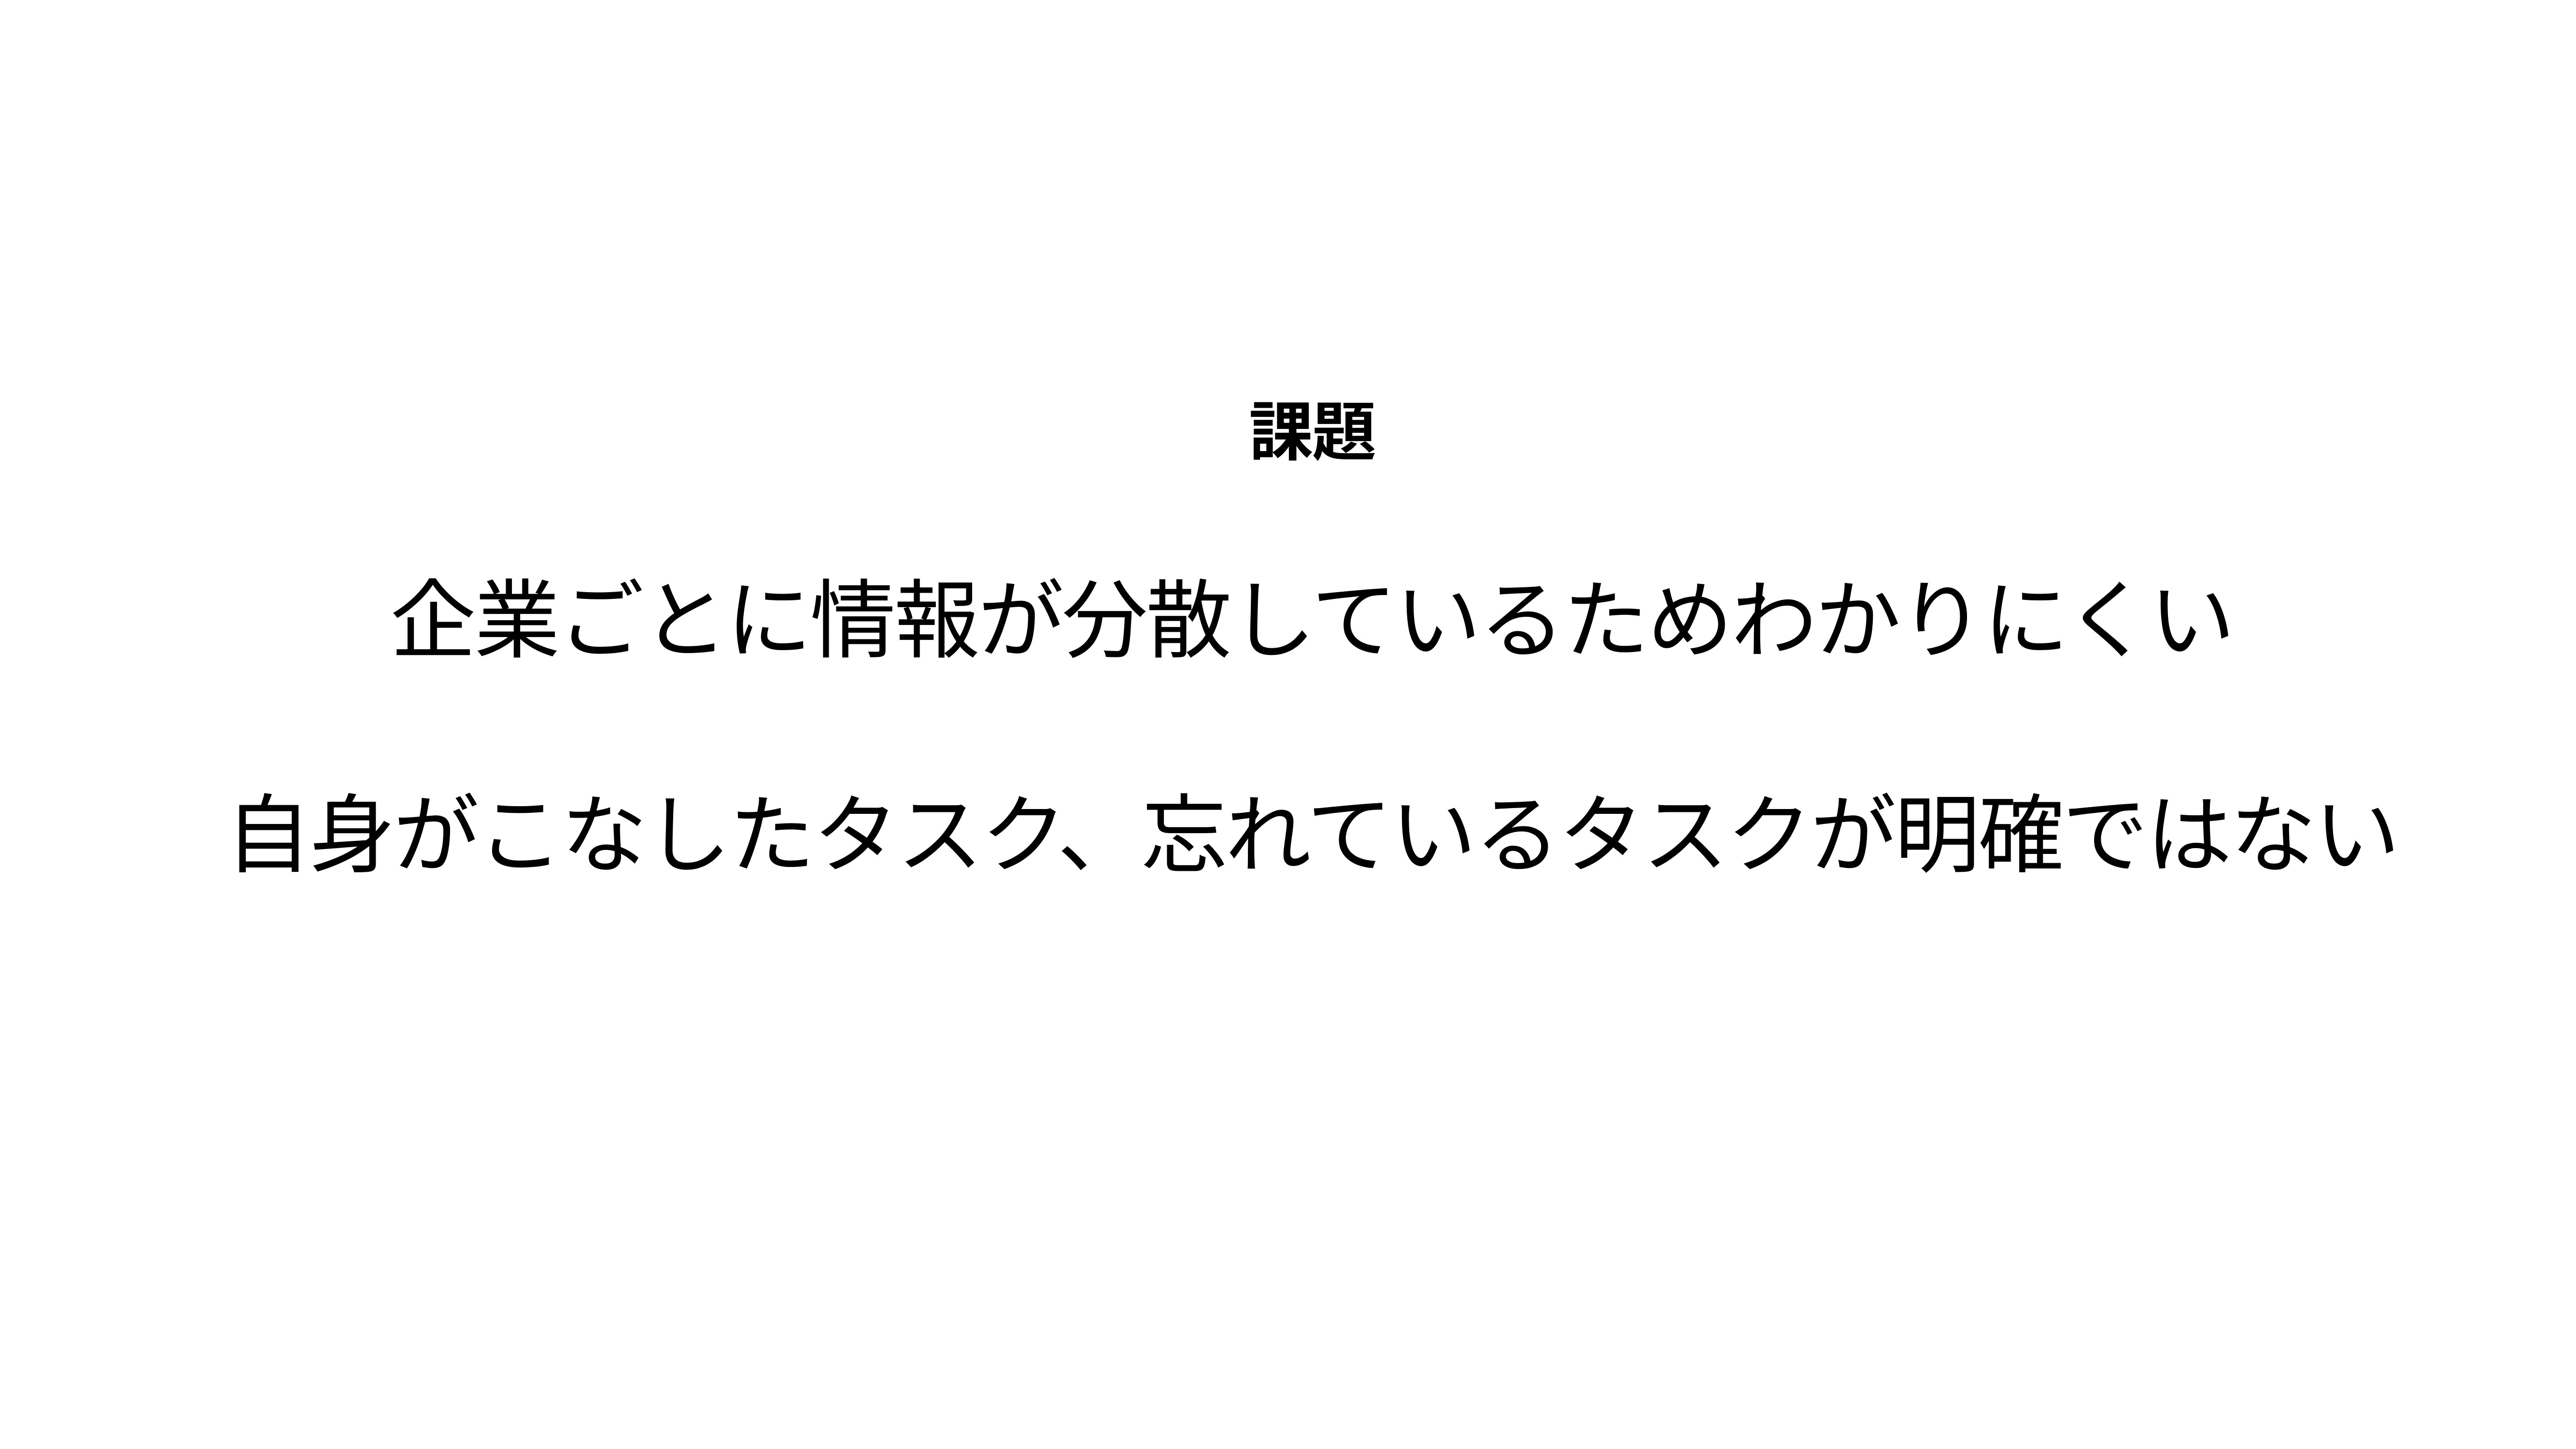 課題
企業ごとに情報が分散しているためわかりにくい
自身がこなしたタスク、忘れているタスクが明確ではない